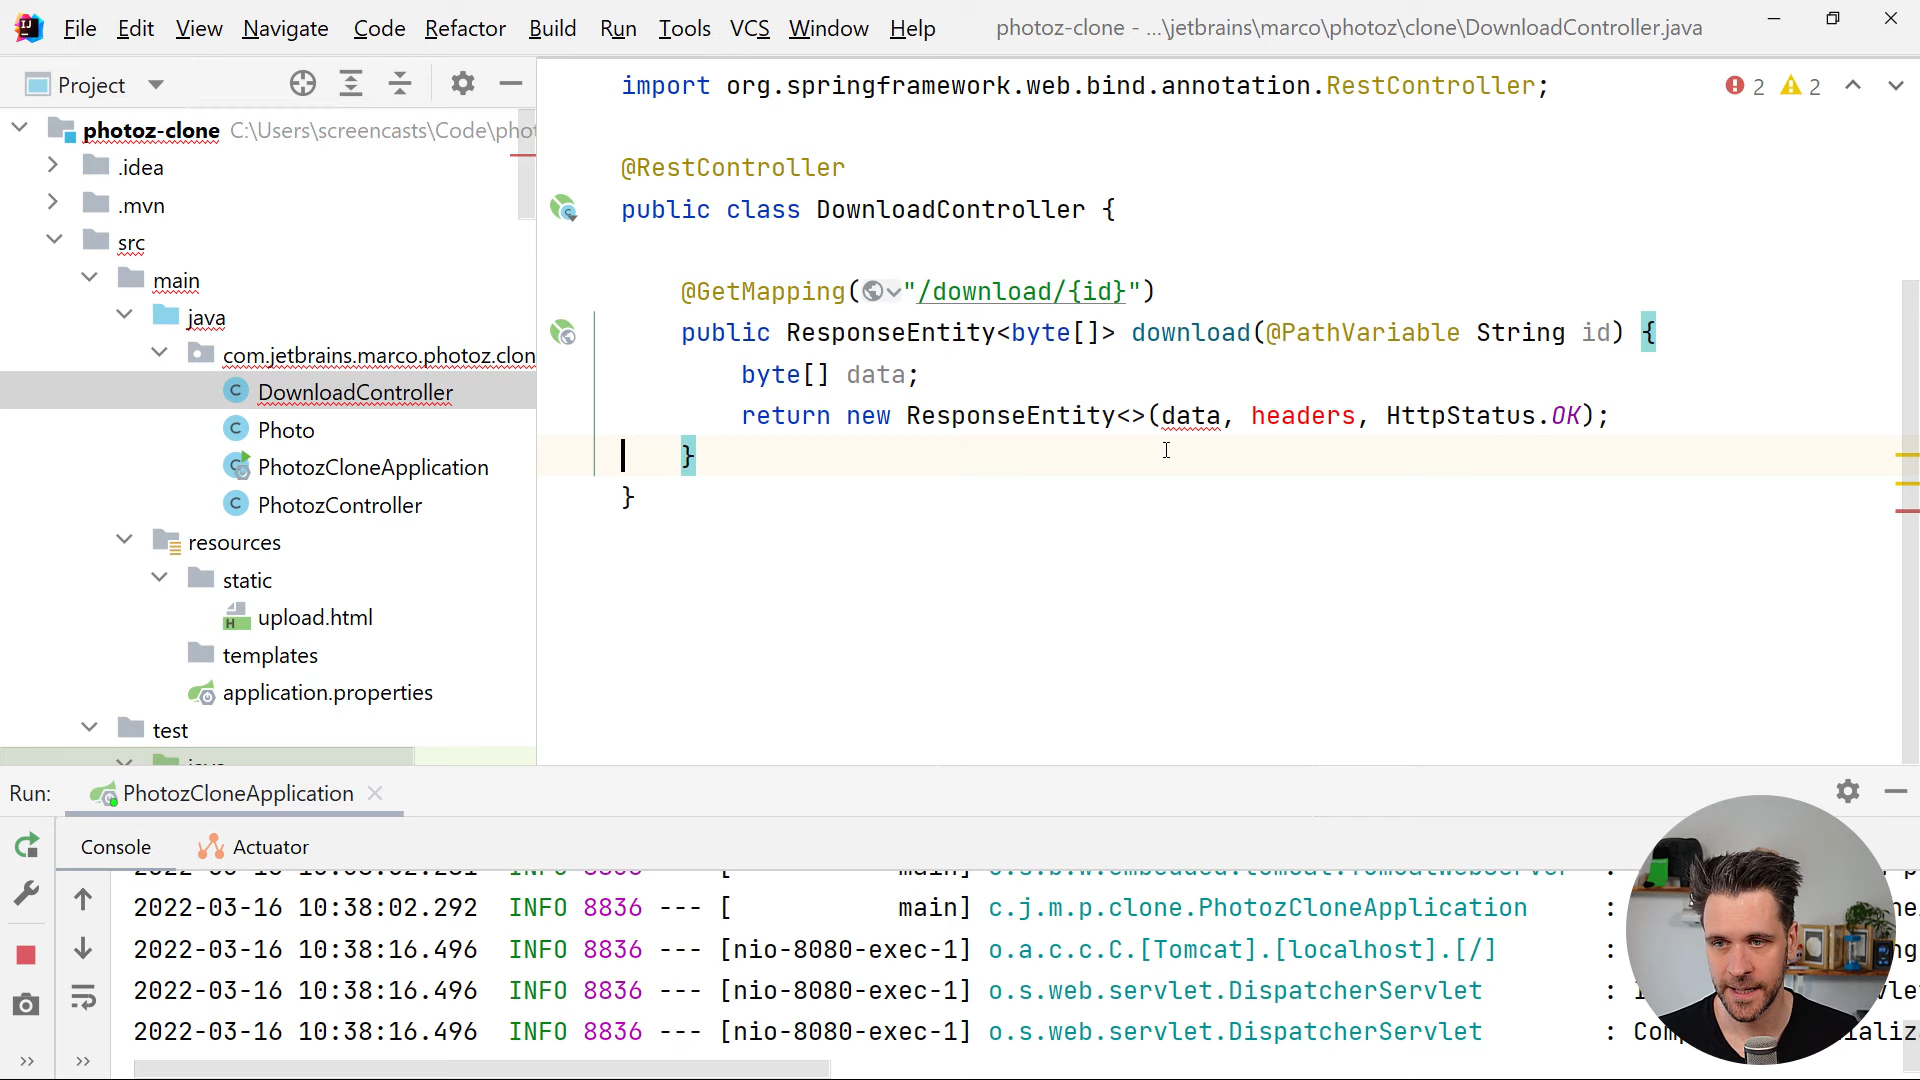 File Edit View Navigate Code Refactor Build Run Tools VCS Window Help photoz-clone - ...\jetbrains\marco\photoz\clone\DownloadController.java
Project
photoz-clone C:\Users\screencasts\Code\phot
.idea
.mvn
src
main
java
com.jetbrains.marco.photoz.clon
DownloadController
Photo
PhotozCloneApplication
PhotozController
resources
static
upload.html
templates
application.properties
test
java
import org.springframework.web.bind.annotation.RestController;
2 2
@RestController
public class DownloadController {
@GetMapping("/download/{id}")
public ResponseEntity<byte[]> download(@PathVariable String id) {
byte[] data;
return new ResponseEntity<>(data, headers, HttpStatus.OK);
}
}
Run: PhotozCloneApplication
Console Actuator
2022-03-16 10:38:02.292 INFO 8836 --- [ main] c.j.m.p.clone.PhotozCloneApplication :
2022-03-16 10:38:16.496 INFO 8836 --- [nio-8080-exec-1] o.a.c.c.C.[Tomcat].[localhost].[/] :
2022-03-16 10:38:16.496 INFO 8836 --- [nio-8080-exec-1] o.s.web.servlet.DispatcherServlet :
2022-03-16 10:38:16.496 INFO 8836 --- [nio-8080-exec-1] o.s.web.servlet.DispatcherServlet :